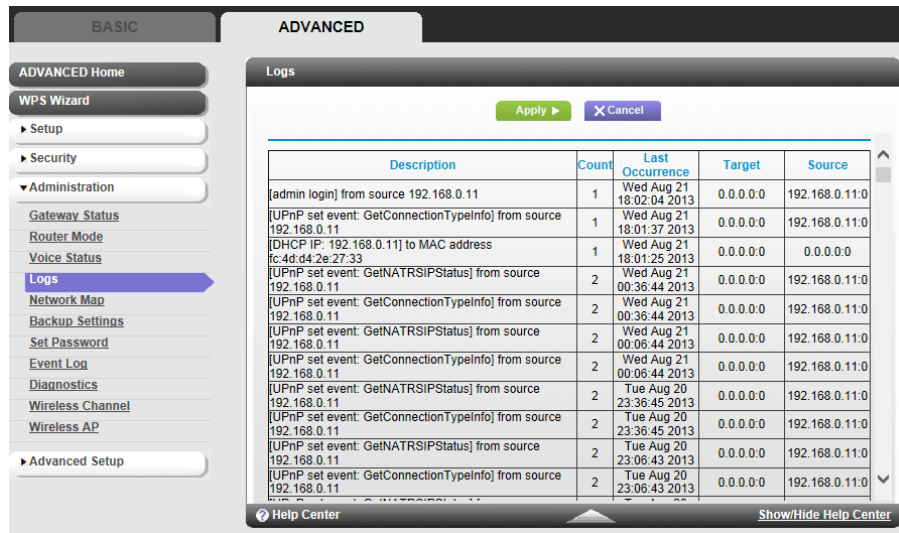 BASIC
ADVANCED
ADVANCED Home
WPS Wizard
Setup
Security
Administration
Gateway Status
Router Mode
Voice Status
Logs
Network Map
Backup Settings
Set Password
Event Log
Diagnostics
Wireless Channel
Wireless AP
Advanced Setup
Logs
Apply
Cancel
Description Count Last Occurrence Target Source
[admin login] from source 192.168.0.11 1 Wed Aug 21 18:02:04 2013 0.0.0.0:0 192.168.0.11:0
[UPnP set event: GetConnectionTypeInfo] from source 192.168.0.11 1 Wed Aug 21 18:01:37 2013 0.0.0.0:0 192.168.0.11:0
[DHCP IP: 192.168.0.11] to MAC address fc:4d:d4:2e:27:33 1 Wed Aug 21 18:01:25 2013 0.0.0.0:0 0.0.0.0:0
[UPnP set event: GetNATRSIPStatus] from source 192.168.0.11 2 Wed Aug 21 00:36:44 2013 0.0.0.0:0 192.168.0.11:0
[UPnP set event: GetConnectionTypeInfo] from source 192.168.0.11 2 Wed Aug 21 00:36:44 2013 0.0.0.0:0 192.168.0.11:0
[UPnP set event: GetNATRSIPStatus] from source 192.168.0.11 2 Wed Aug 21 00:06:44 2013 0.0.0.0:0 192.168.0.11:0
[UPnP set event: GetConnectionTypeInfo] from source 192.168.0.11 2 Wed Aug 21 00:06:44 2013 0.0.0.0:0 192.168.0.11:0
[UPnP set event: GetNATRSIPStatus] from source 192.168.0.11 2 Tue Aug 20 23:36:45 2013 0.0.0.0:0 192.168.0.11:0
[UPnP set event: GetConnectionTypeInfo] from source 192.168.0.11 2 Tue Aug 20 23:36:45 2013 0.0.0.0:0 192.168.0.11:0
[UPnP set event: GetNATRSIPStatus] from source 192.168.0.11 2 Tue Aug 20 23:06:43 2013 0.0.0.0:0 192.168.0.11:0
[UPnP set event: GetConnectionTypeInfo] from source 192.168.0.11 2 Tue Aug 20 23:06:43 2013 0.0.0.0:0 192.168.0.11:0
Help Center
Show/Hide Help Center